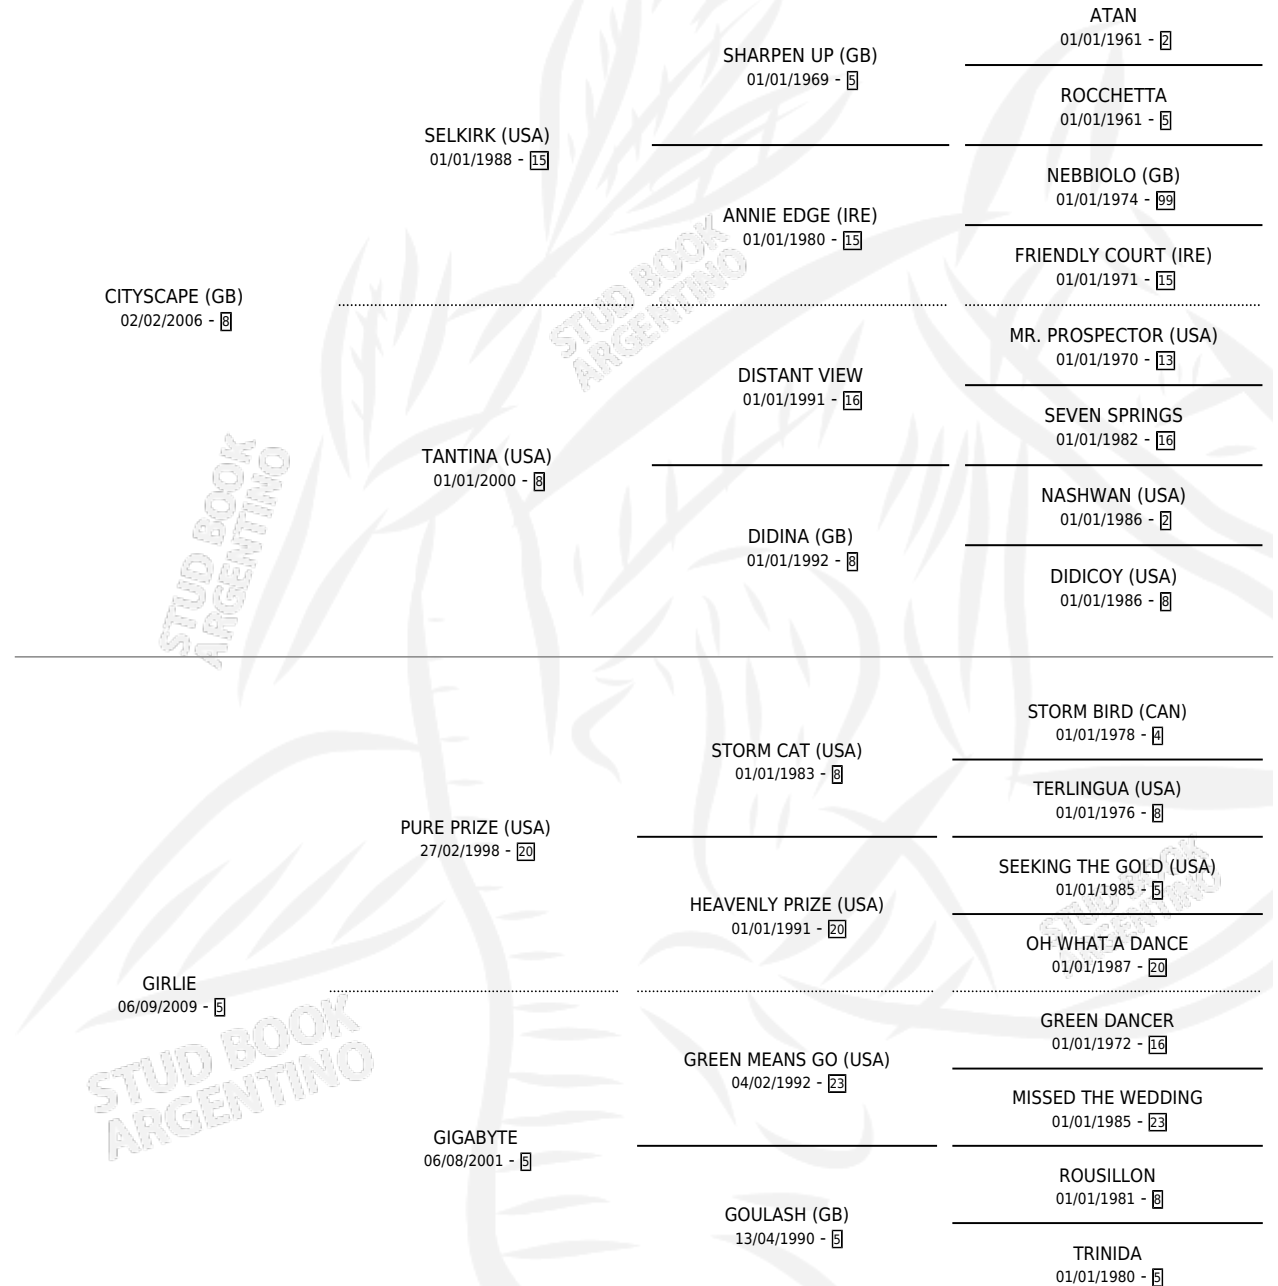 ATAN
01/01/1961 - 2
SHARPEN UP (GB)
01/01/1969 - 5
ROCCHETTA
01/01/1961 - 5
SELKIRK (USA)
01/01/1988 - 15
NEBBIOLO (GB)
01/01/1974 - 99
ANNIE EDGE (IRE)
01/01/1980 - 15
FRIENDLY COURT (IRE)
01/01/1971 - 15
CITYSCAPE (GB)
02/02/2006 - 8
MR. PROSPECTOR (USA)
01/01/1970 - 13
DISTANT VIEW
01/01/1991 - 16
SEVEN SPRINGS
01/01/1982 - 16
TANTINA (USA)
01/01/2000 - 8
NASHWAN (USA)
01/01/1986 - 2
DIDINA (GB)
01/01/1992 - 8
DIDICOY (USA)
01/01/1986 - 8
STORM BIRD (CAN)
01/01/1978 - 4
STORM CAT (USA)
01/01/1983 - 8
TERLINGUA (USA)
01/01/1976 - 8
PURE PRIZE (USA)
27/02/1998 - 20
SEEKING THE GOLD (USA)
01/01/1985 - 5
HEAVENLY PRIZE (USA)
01/01/1991 - 20
OH WHAT A DANCE
01/01/1987 - 20
GIRLIE
06/09/2009 - 5
GREEN DANCER
01/01/1972 - 16
GREEN MEANS GO (USA)
04/02/1992 - 23
MISSED THE WEDDING
01/01/1985 - 23
GIGABYTE
06/08/2001 - 5
ROUSILLON
01/01/1981 - 8
GOULASH (GB)
13/04/1990 - 5
TRINIDA
01/01/1980 - 5
STUD BOOK
ARGENTINO
STUD BOOK
ARGENTINO
STUD BOOK
ARGENTINO
STUD BOOK
ARGENTINO